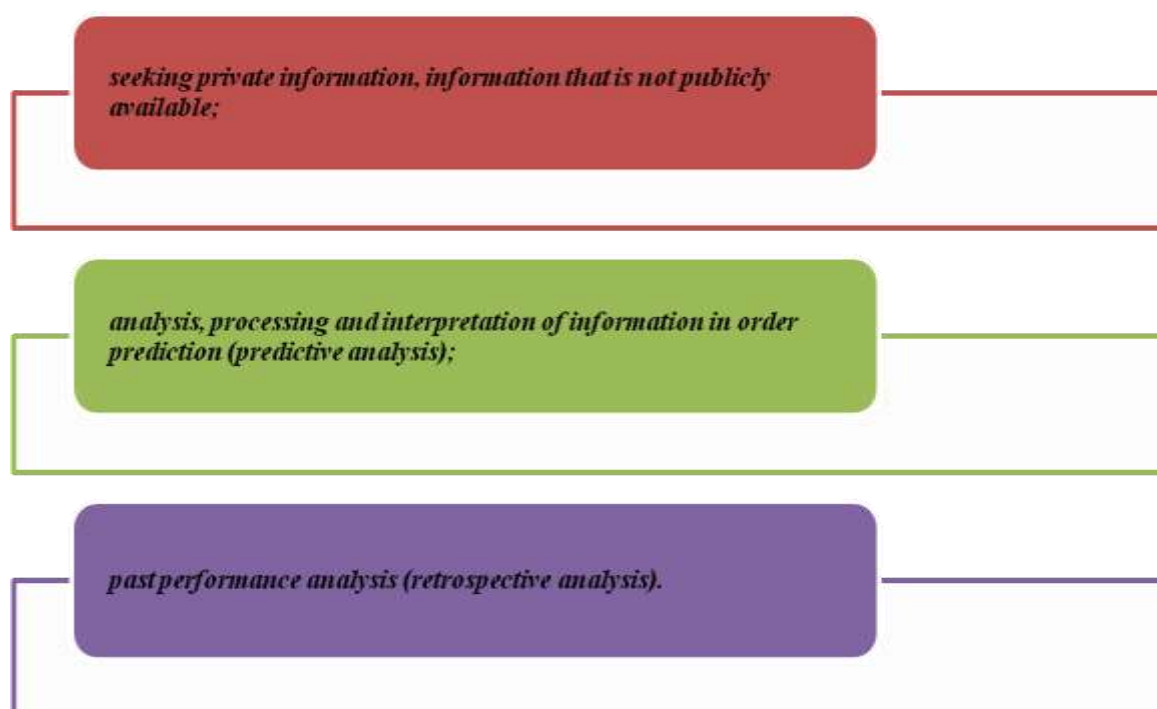 seeking private information, information that is not publicly
available;
analysis, processing and interpretation of information in order
prediction (predictive analysis);
past performance analysis (retrospective analysis).